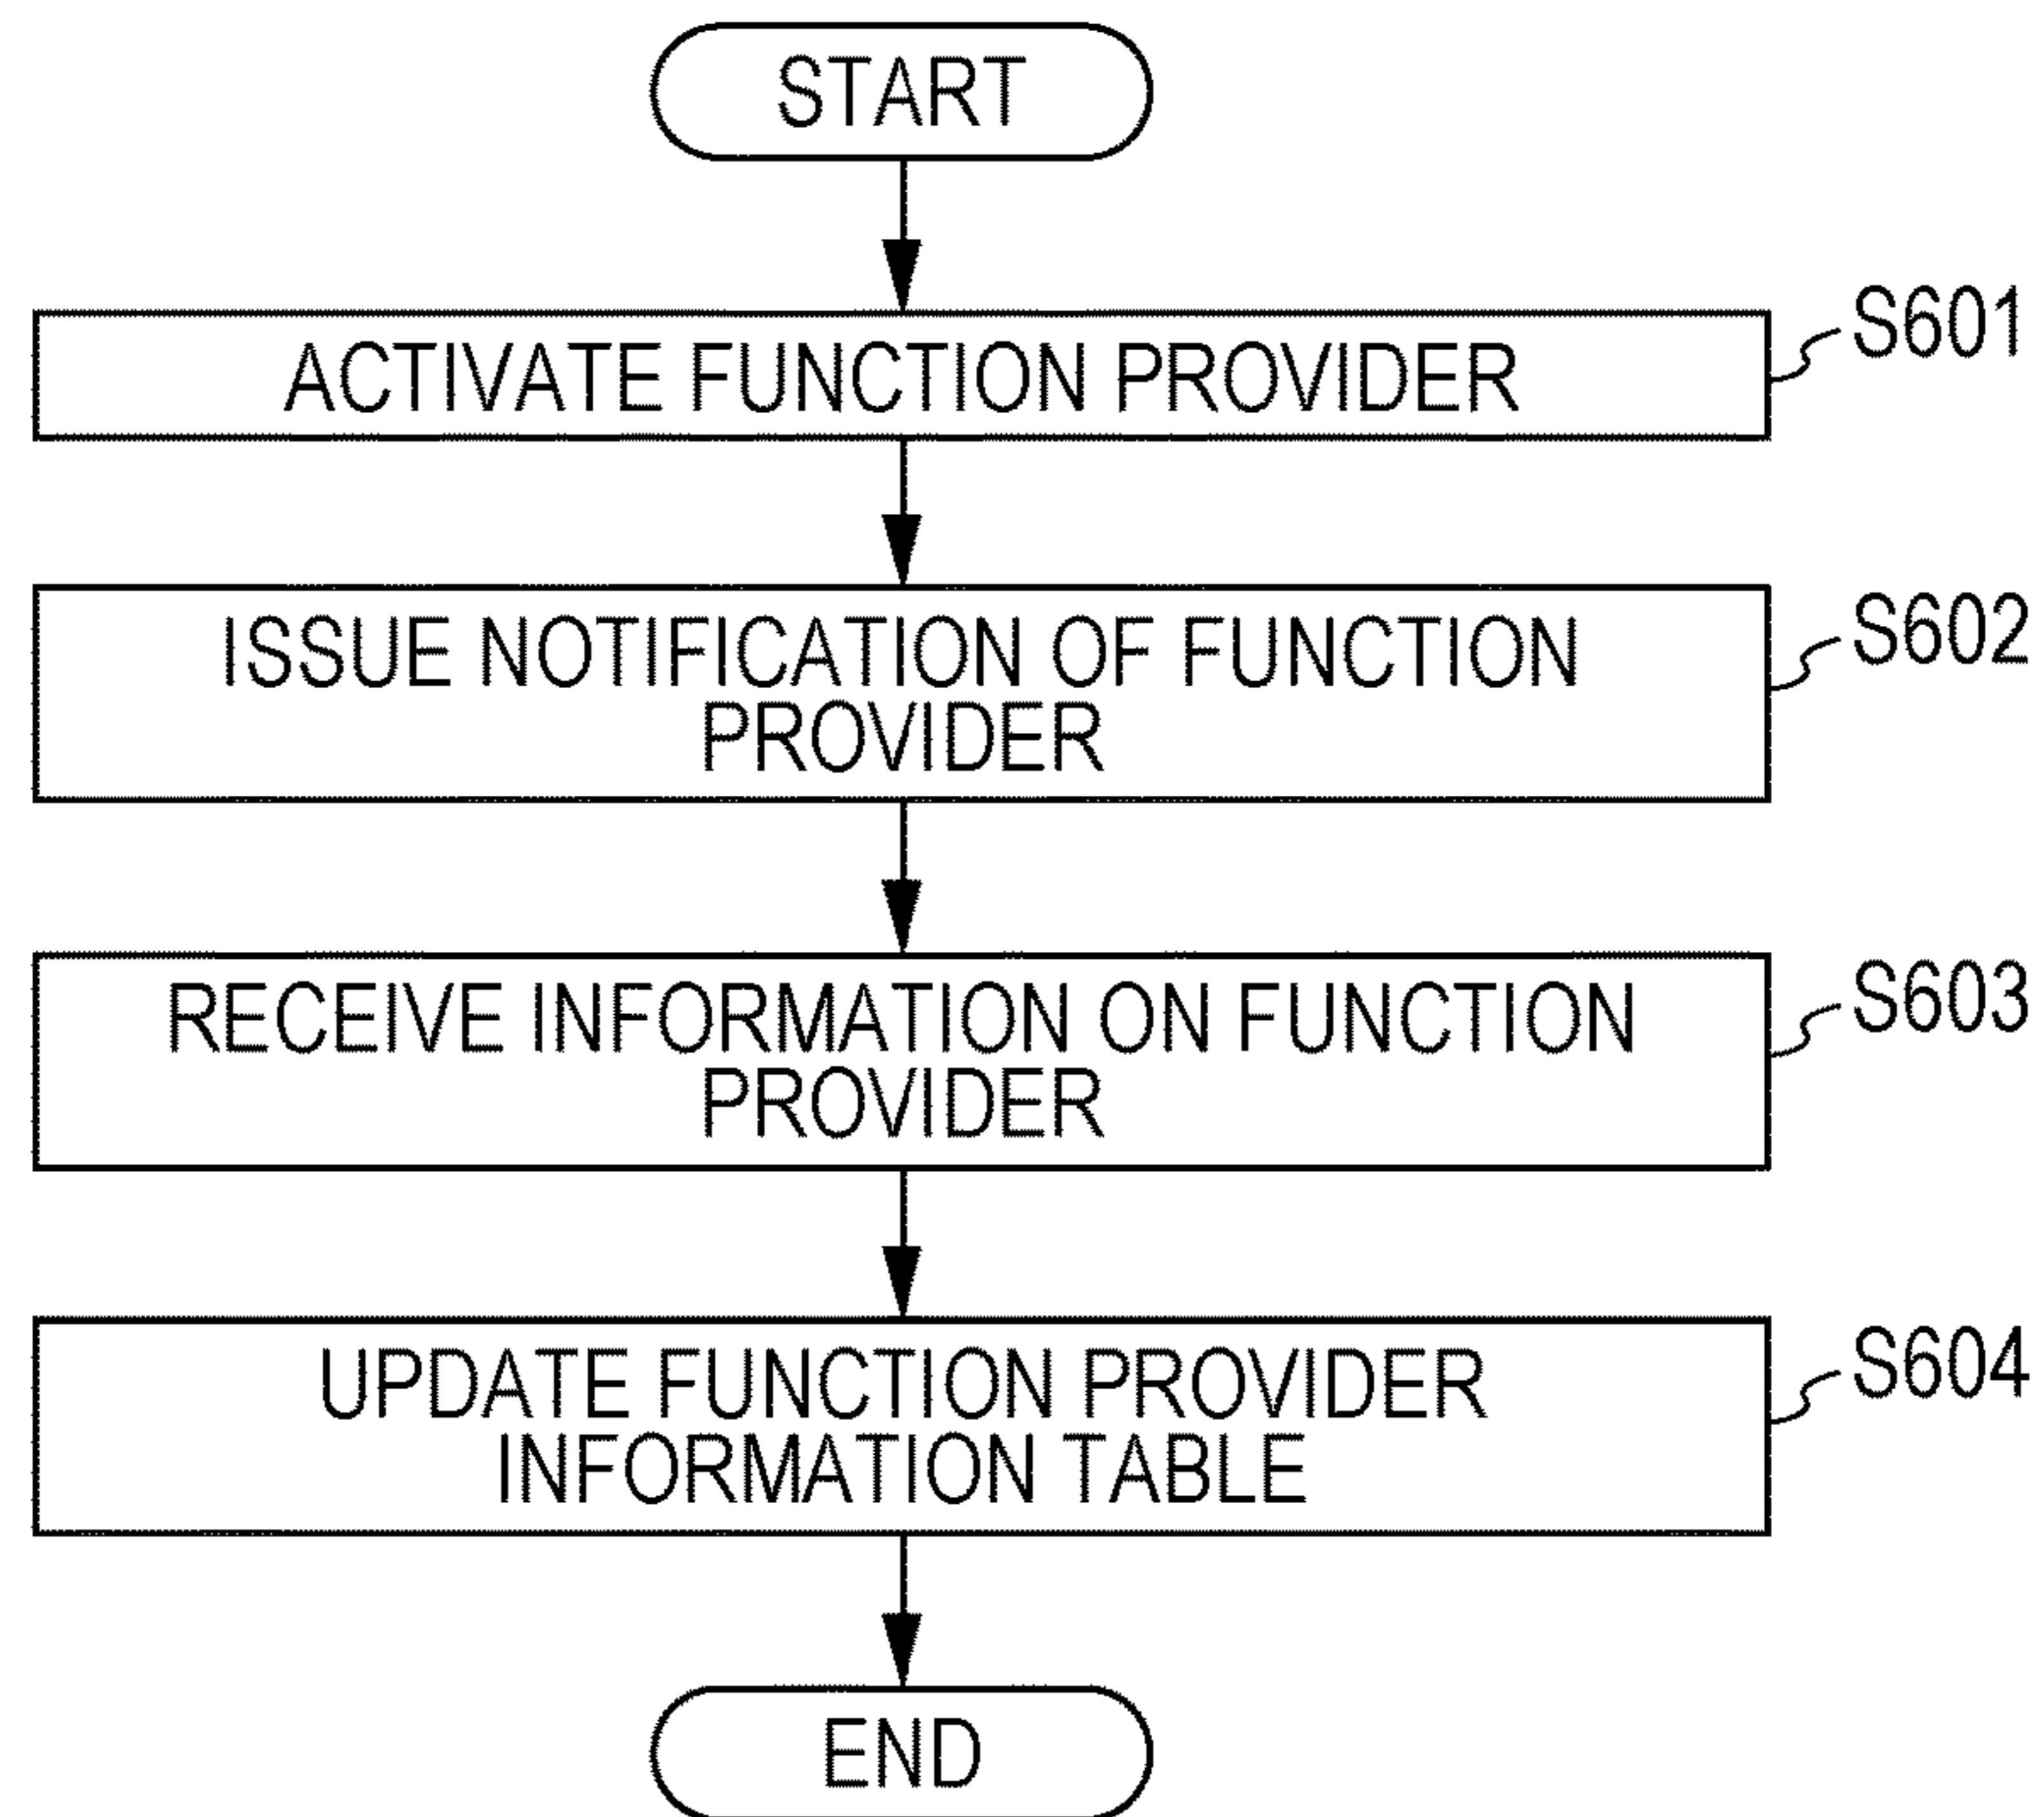 START
ACTIVATE FUNCTION PROVIDER
S601
ISSUE NOTIFICATION OF FUNCTION
PROVIDER
S602
RECEIVE INFORMATION ON FUNCTION
PROVIDER
S603
UPDATE FUNCTION PROVIDER
INFORMATION TABLE
S604
END